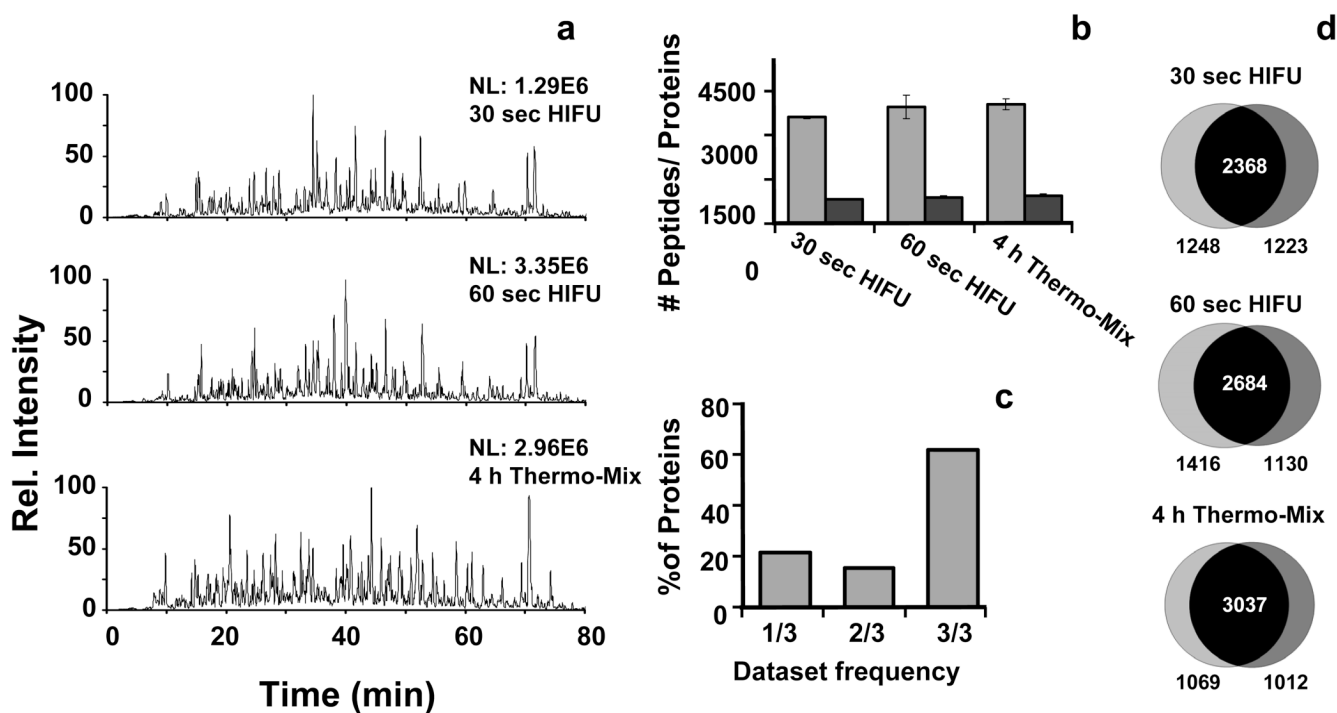 a
Rel. Intensity
NL: 1.29E6
30 sec HIFU
100
50
0
NL: 3.35E6
60 sec HIFU
100
50
0
NL: 2.96E6
4 h Thermo-Mix
100
50
0
0 20 40 60 80
Time (min)
b
# Peptides/ Proteins
4500
3000
1500
0
30 sec HIFU
60 sec HIFU
4 h Thermo-Mix
c
%of Proteins
80
60
40
20
0
1/3 2/3 3/3
Dataset frequency
d
30 sec HIFU
2368
1248 1223
60 sec HIFU
2684
1416 1130
4 h Thermo-Mix
3037
1069 1012